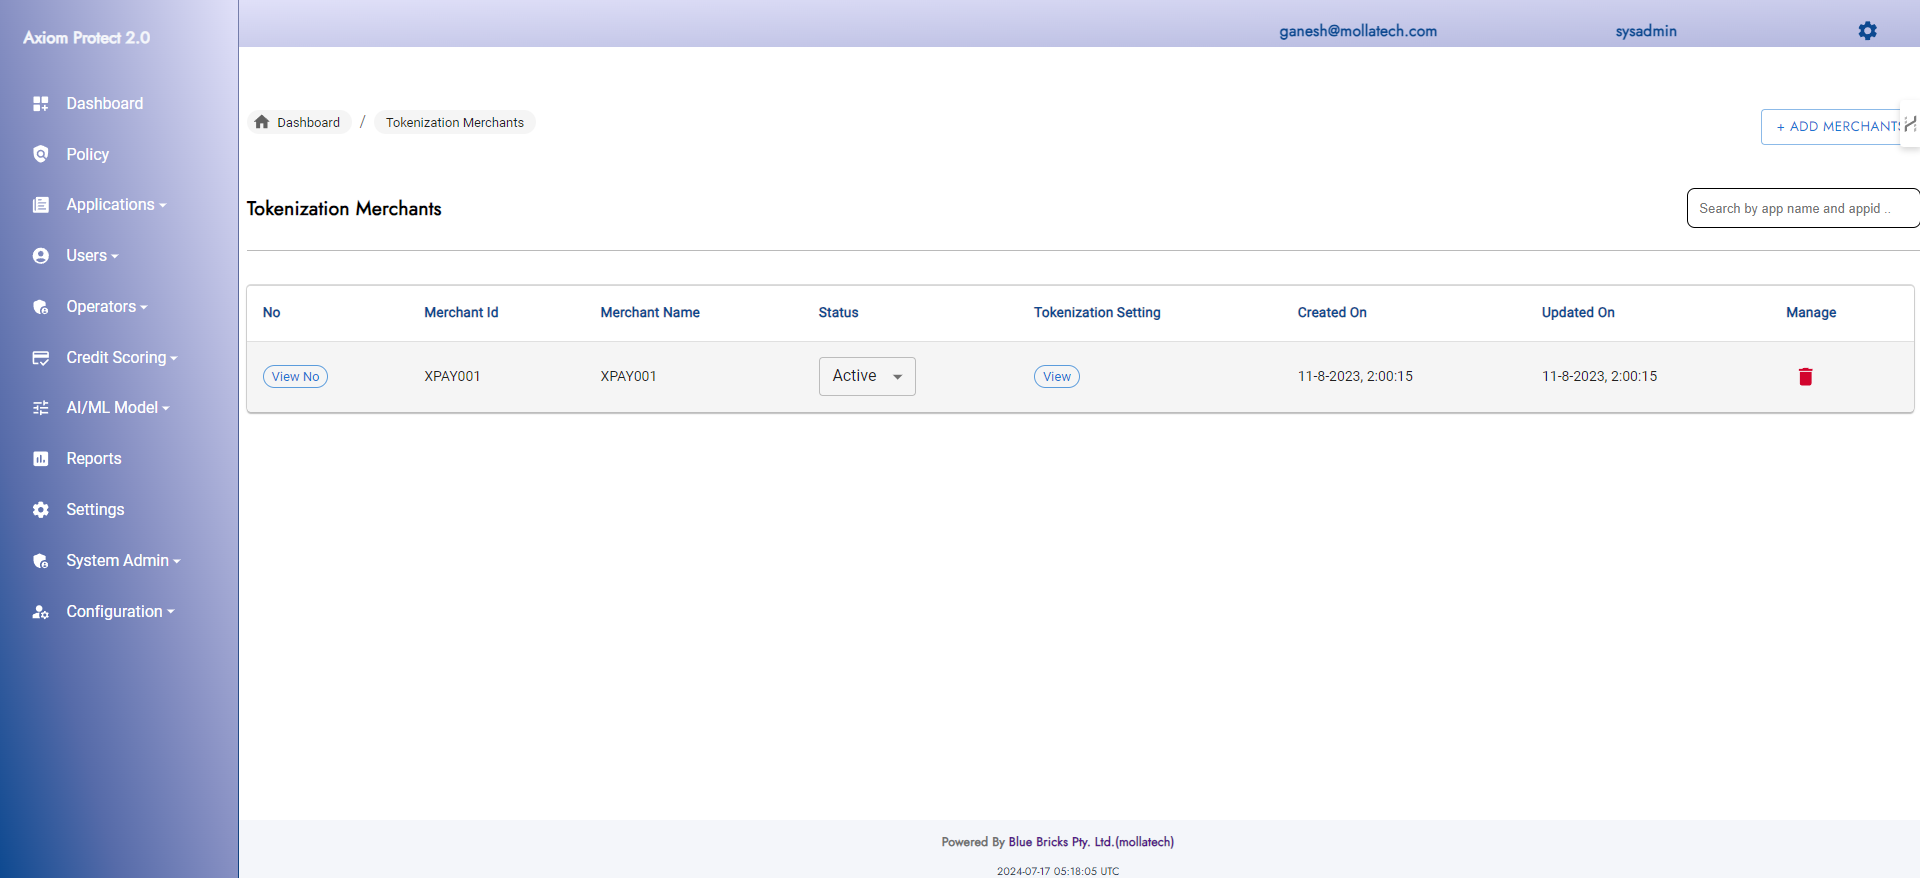 Axiom Protect 2.0
ganesh@mollatech.com
sysadmin
Dashboard
Policy
Applications
Users
Operators
Credit Scoring
AI/ML Model
Reports
Settings
System Admin
Configuration
Dashboard / Tokenization Merchants
+ ADD MERCHANTS
Tokenization Merchants
Search by app name and appid ..
No Merchant Id Merchant Name Status Tokenization Setting Created On Updated On Manage
View No XPAY001 XPAY001 Active View 11-8-2023, 2:00:15 11-8-2023, 2:00:15
Powered By Blue Bricks Pty. Ltd.(mollatech)
2024-07-17 05:18:05 UTC